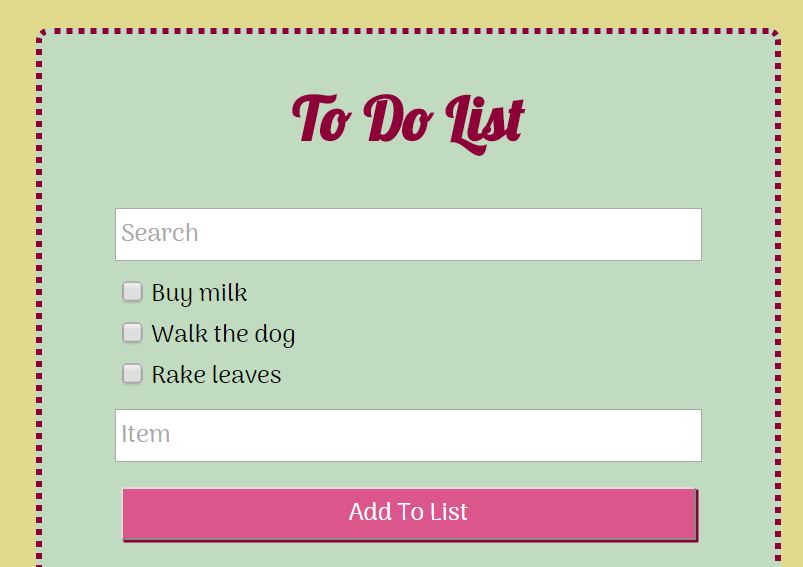 To Do List
Search
Buy milk
Walk the dog
Rake leaves
Item
Add To List